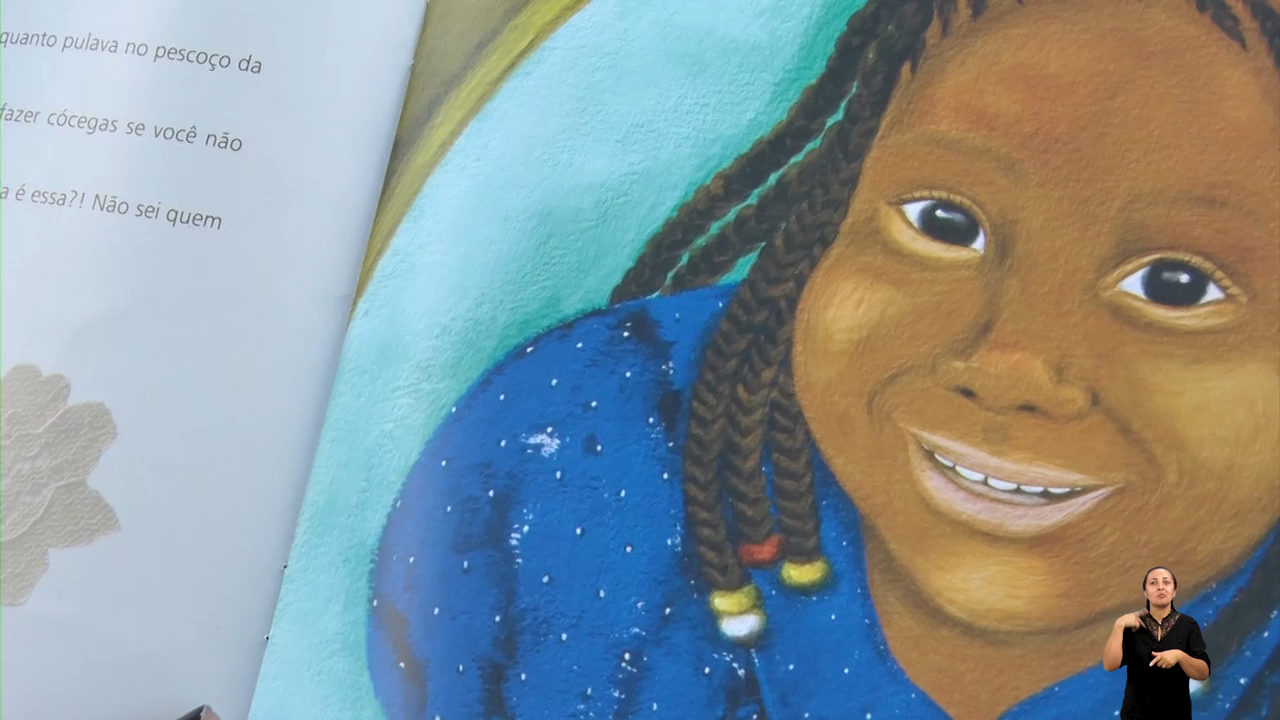 quanto pulava no pescoço da
fazer cócegas se você não
a é essa?! Não sei quem